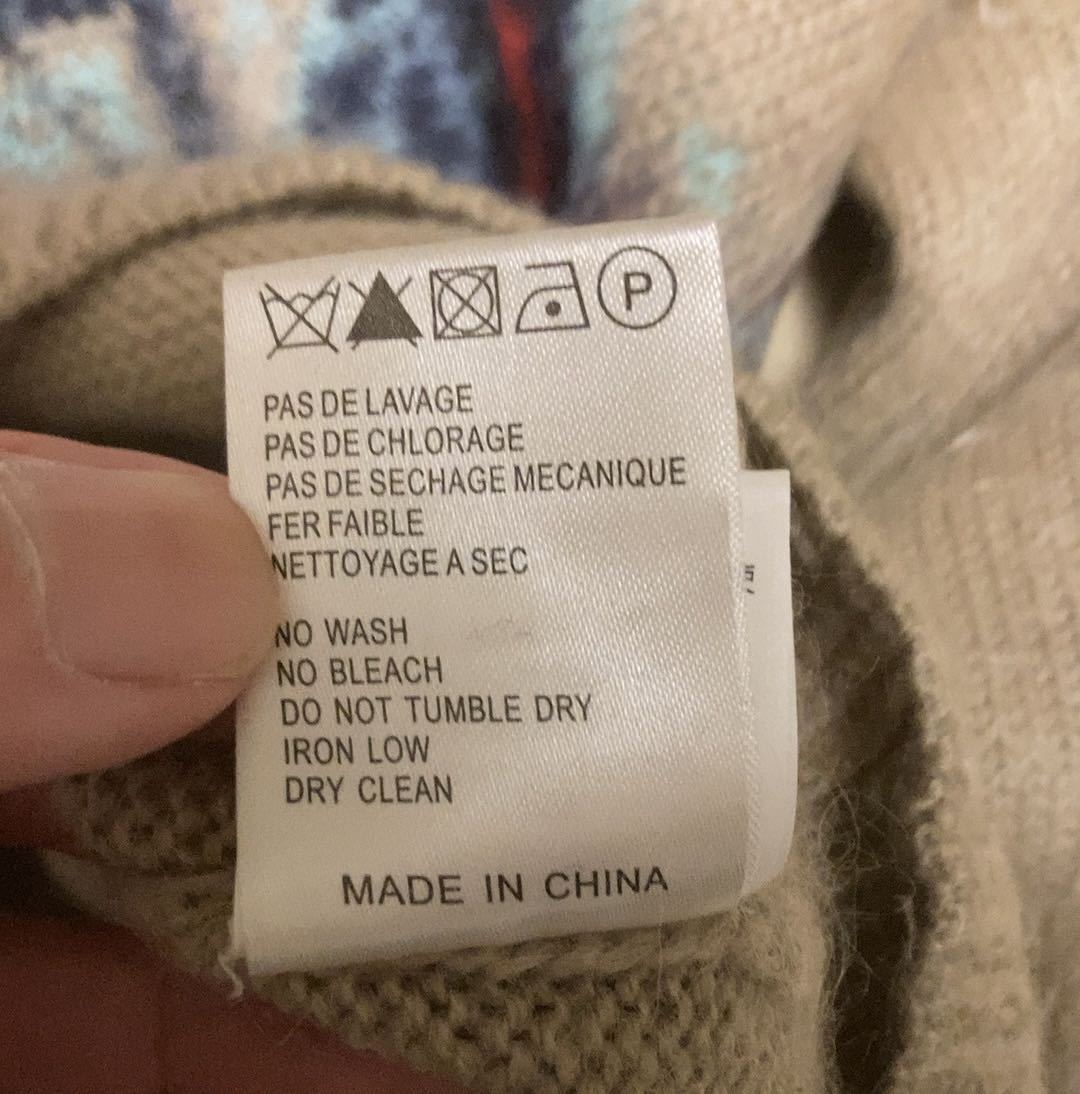 P
PAS DE LAVAGE
PAS DE CHLORAGE
PAS DE SECHAGE MECANIQUE
FER FAIBLE
NETTOYAGE A SEC
NO WASH
NO BLEACH
DO NOT TUMBLE DRY
IRON LOW
DRY CLEAN
MADE IN CHINA